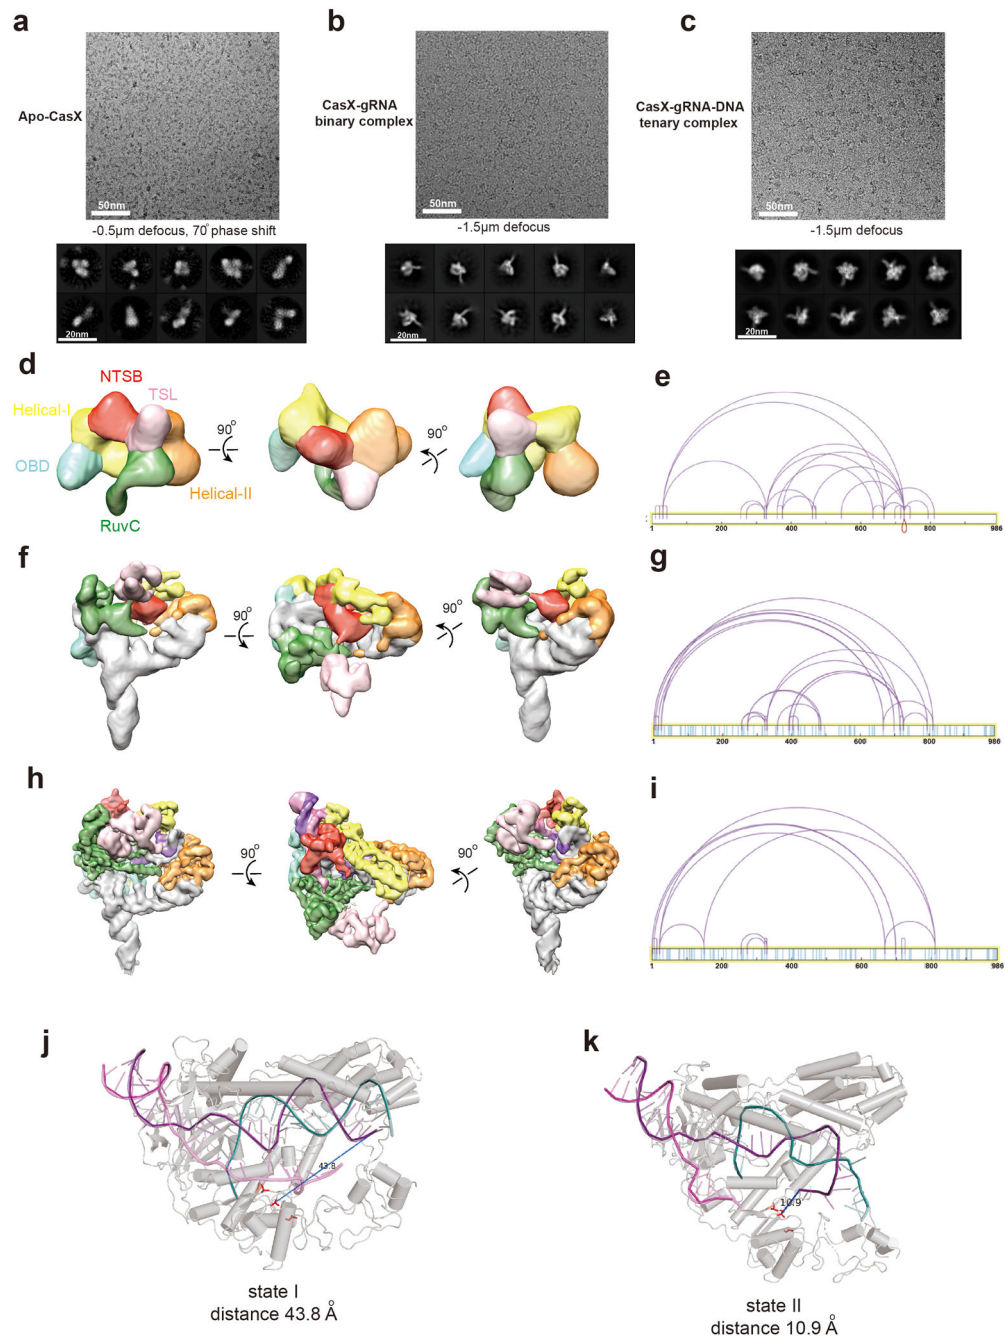 a
b
c
Apo-CasX
CasX-gRNA
binary complex
CasX-gRNA-DNA
tenary complex
50nm
50nm
50nm
-0.5µm defocus, 70° phase shift
-1.5µm defocus
-1.5µm defocus
20nm
20nm
20nm
d
e
NTSB
TSL
Helical-I
OBD
Helical-II
RuvC
90°
90°
1 200 400 600 800 986
f
g
90°
90°
1 200 400 600 800 986
h
i
90°
90°
1 200 400 600 800 986
j
k
43.8
10.9
state I
distance 43.8 Å
state II
distance 10.9 Å